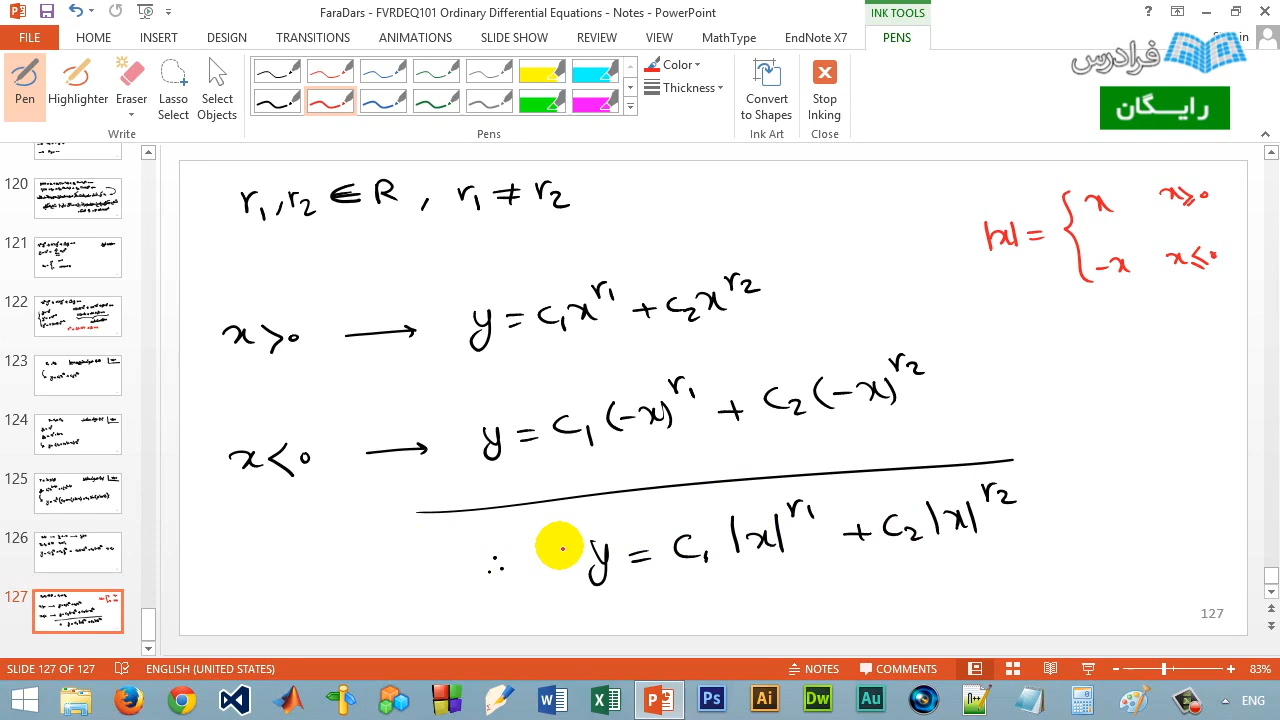 FaraDars - FVRDEQ101 Ordinary Differential Equations - Notes - PowerPoint
INK TOOLS
FILE HOME INSERT DESIGN TRANSITIONS ANIMATIONS SLIDE SHOW REVIEW VIEW MathType EndNote X7 PENS
فرادرس
رایگان
Pen Highlighter Eraser Lasso Select Select Objects
Color
Thickness
Convert to Shapes
Stop Inking
Write Pens Ink Art Close
r₁, r₂ ∈ R, r₁ ≠ r₂
|x| = { x x ≥ 0
-x x ≤ 0
x > 0 → y = c₁x^r₁ + c₂x^r₂
x < 0 → y = c₁(-x)^r₁ + c₂(-x)^r₂
∴ y = c₁|x|^r₁ + c₂|x|^r₂
127
120
121
122
123
124
125
126
127
SLIDE 127 OF 127 ENGLISH (UNITED STATES) NOTES COMMENTS 83%
W X P Ps Ai Dw Au ENG